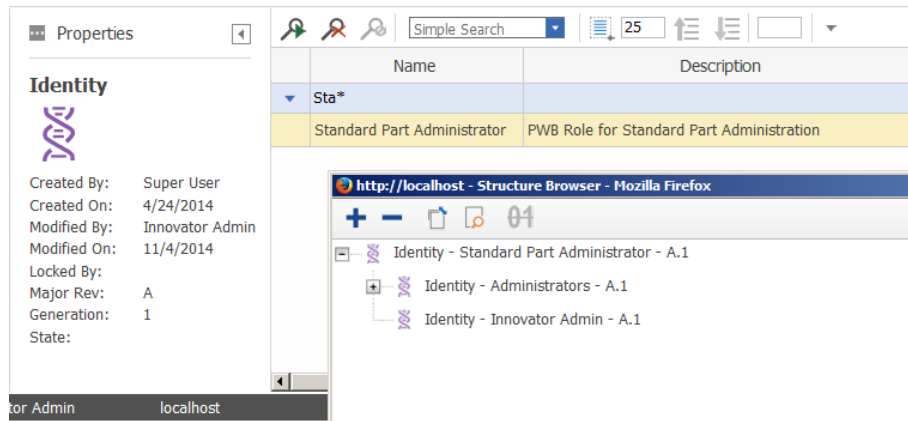 Properties
Simple Search
25
Name
Description
Identity
Sta*
Standard Part Administrator
PWB Role for Standard Part Administration
Created By: Super User
Created On: 4/24/2014
Modified By: Innovator Admin
Modified On: 11/4/2014
Locked By:
Major Rev: A
Generation: 1
State:
http://localhost - Structure Browser - Mozilla Firefox
01
Identity - Standard Part Administrator - A.1
Identity - Administrators - A.1
Identity - Innovator Admin - A.1
tor Admin
localhost